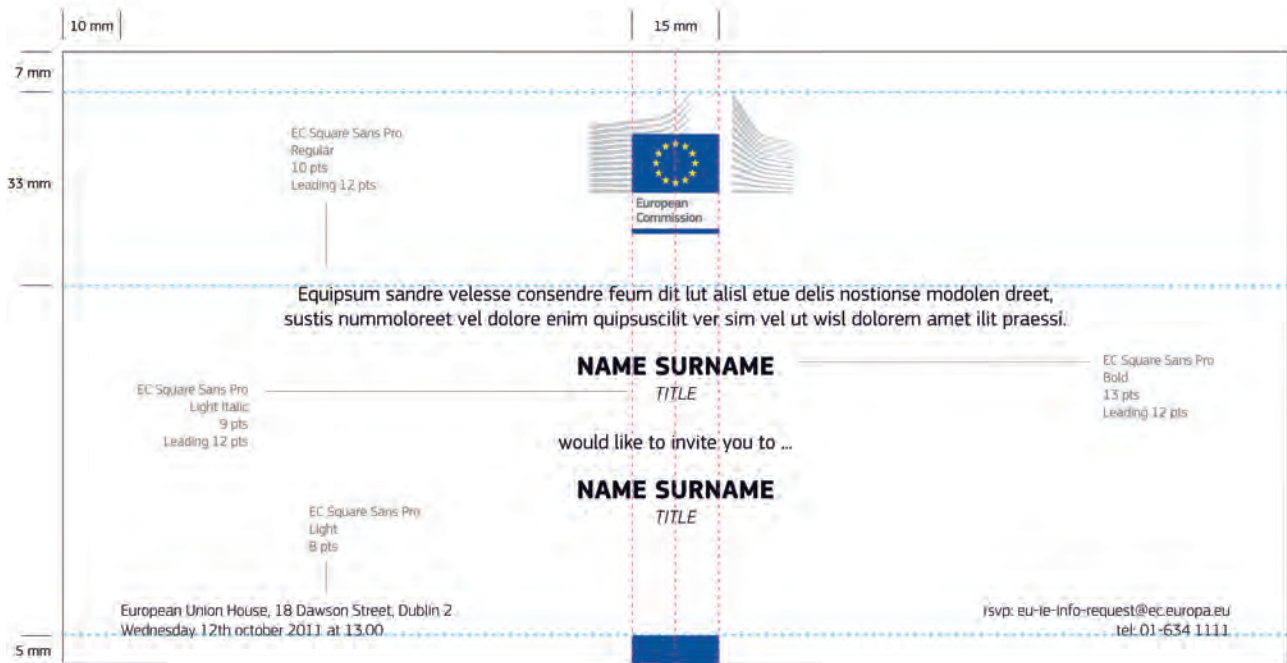 10 mm
15 mm
7 mm
EC Square Sans Pro
Regular
10 pts
Leading 12 pts
33 mm
European
Commission
Equipsum sandre velesse consendre feum dit lut alisl etue delis nostionse modolen dreet,
sustis nummoloreet vel dolore enim quipsuscilit ver sim vel ut wisl dolorem amet ilit praessi.
NAME SURNAME
TITLE
EC Square Sans Pro
Bold
13 pts
Leading 12 pts
EC Square Sans Pro
Light Italic
9 pts
Leading 12 pts
would like to invite you to ...
NAME SURNAME
TITLE
EC Square Sans Pro
Light
8 pts
European Union House, 18 Dawson Street, Dublin 2
Wednesday 12th october 2011 at 13.00
rsvp: eu-ie-info-request@ec.europa.eu
tel: 01-634 1111
5 mm